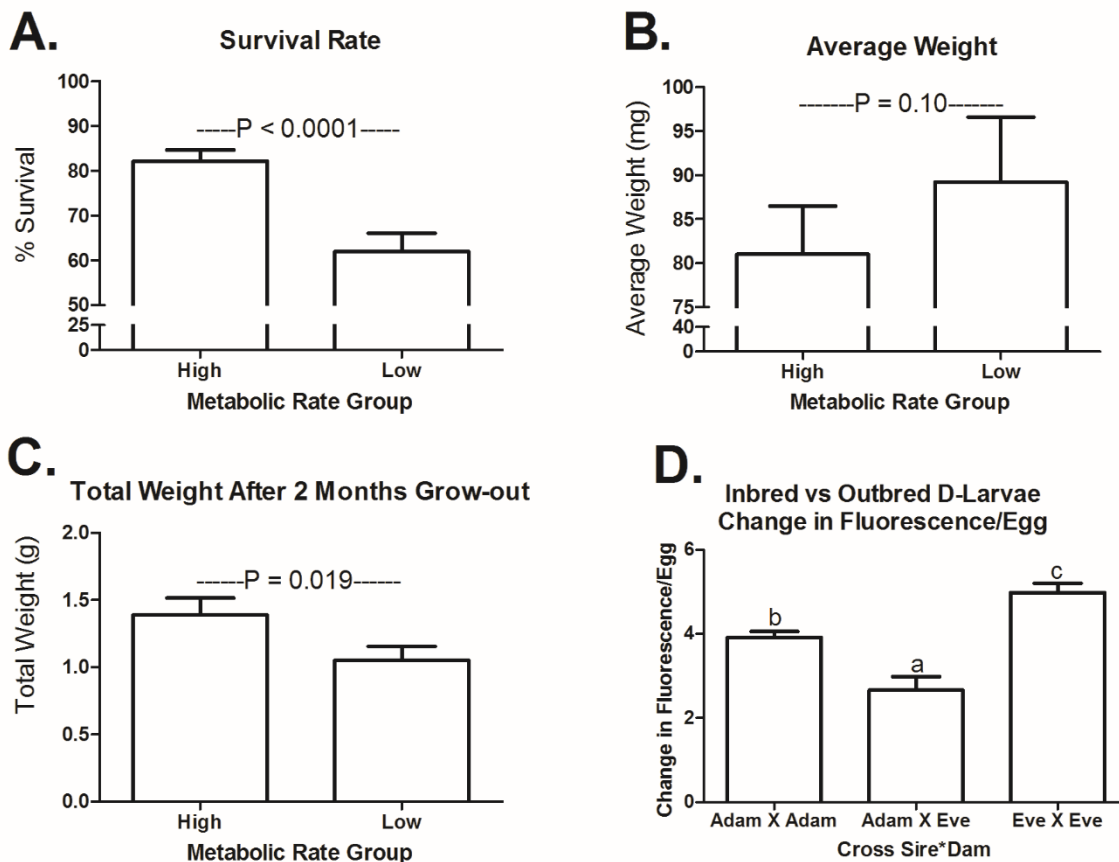 A.
Survival Rate
% Survival
100
90
80
70
60
50
25
0
-----P < 0.0001-----
High
Low
Metabolic Rate Group
B.
Average Weight
Average Weight (mg)
100
95
90
85
80
75
40
0
-------P = 0.10-------
High
Low
Metabolic Rate Group
C.
Total Weight After 2 Months Grow-out
Total Weight (g)
2.0
1.5
1.0
0.5
0.0
------P = 0.019------
High
Low
Metabolic Rate Group
D.
Inbred vs Outbred D-Larvae
Change in Fluorescence/Egg
Change in Fluorescence/Egg
6
4
2
0
b
a
c
Adam X Adam
Adam X Eve
Eve X Eve
Cross Sire*Dam